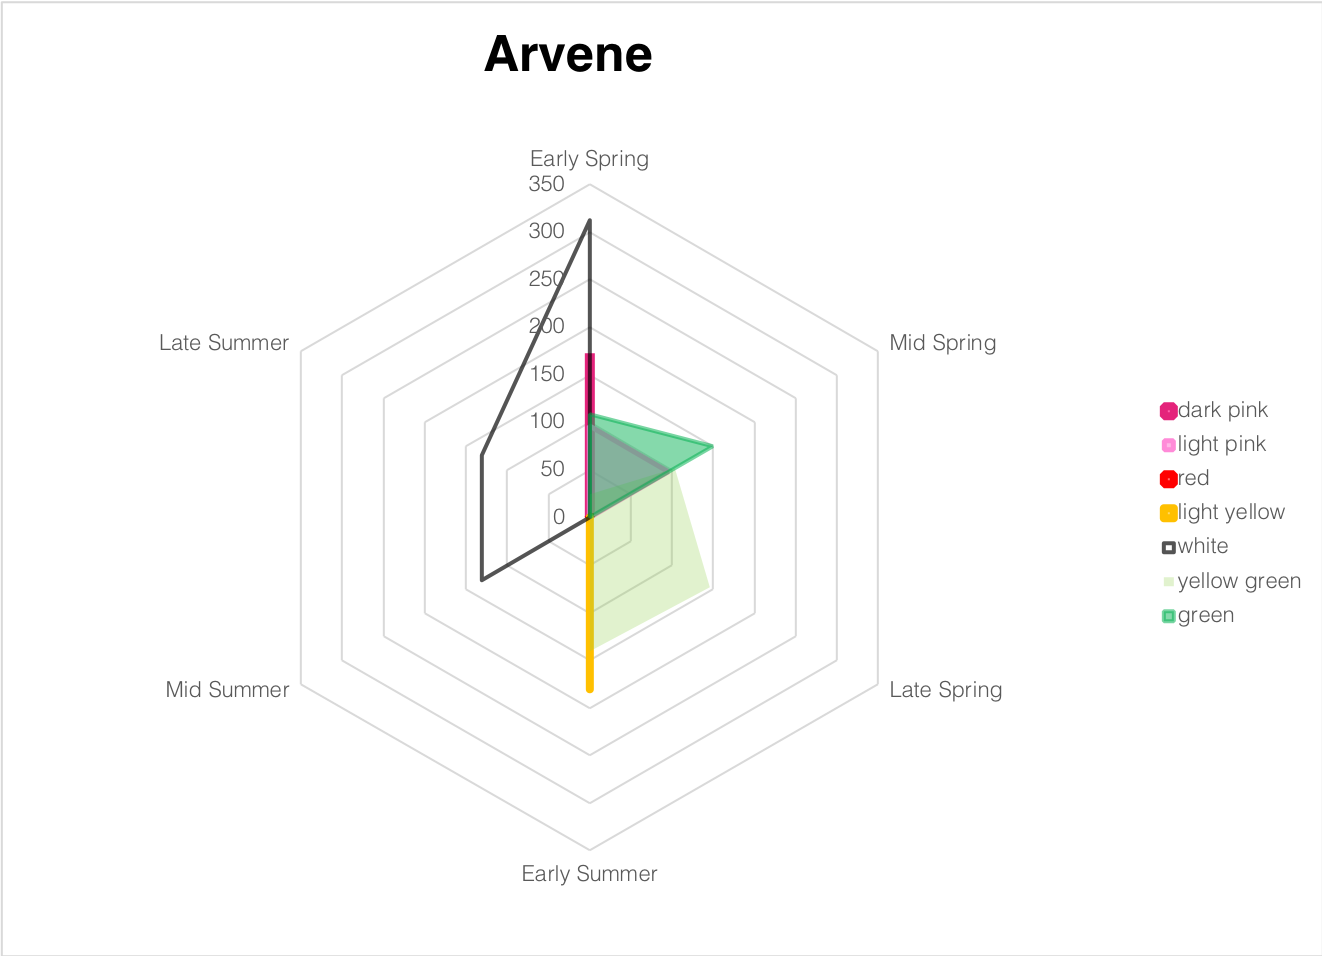 Arvene
Early Spring
350
300
250
200
150
100
50
0
Late Summer
Mid Spring
Mid Summer
Late Spring
Early Summer
dark pink
light pink
red
light yellow
white
yellow green
green